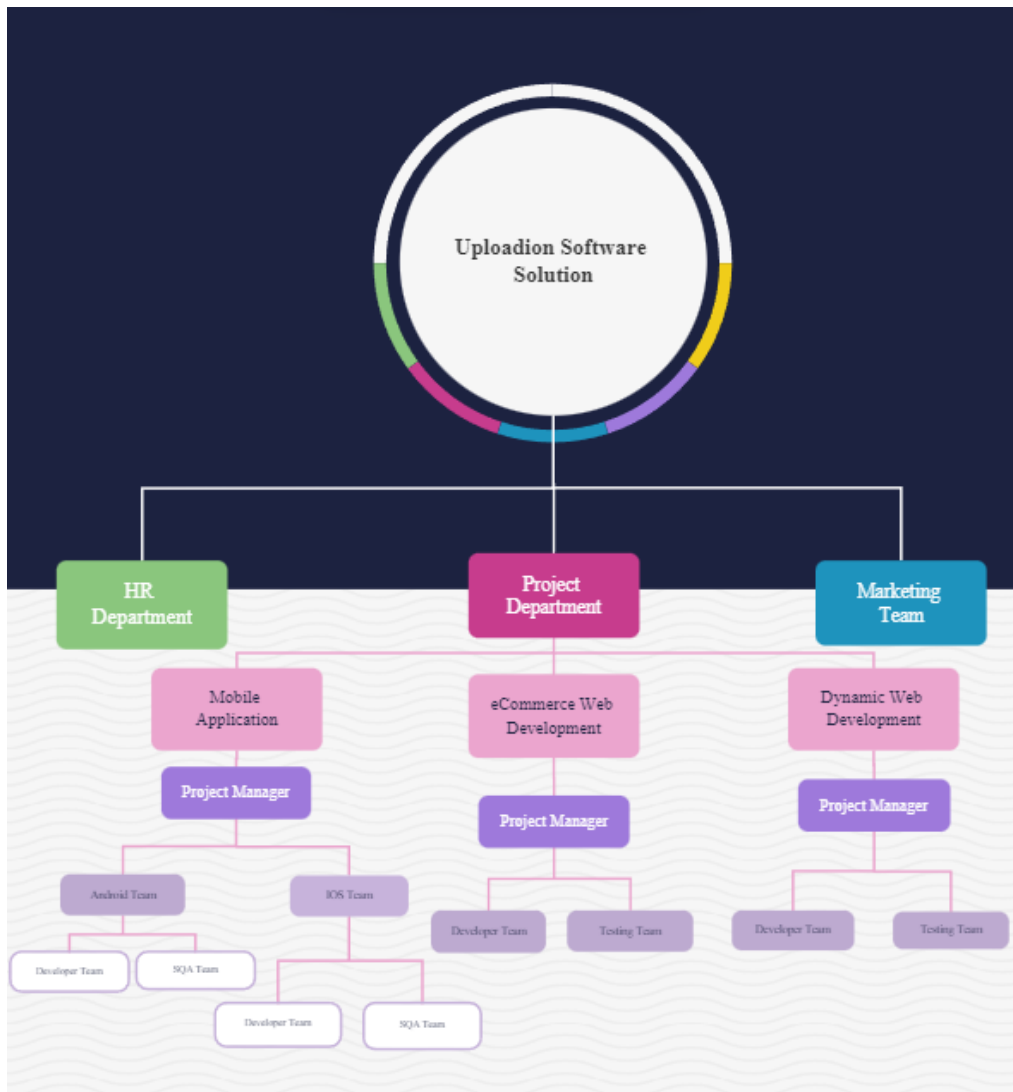 Uploadion Software
Solution
HR
Department
Project
Department
Marketing
Team
Mobile
Application
eCommerce Web
Development
Dynamic Web
Development
Project Manager
Project Manager
Project Manager
Android Team
IOS Team
Developer Team
Testing Team
Developer Team
Testing Team
Developer Team
SQA Team
Developer Team
SQA Team